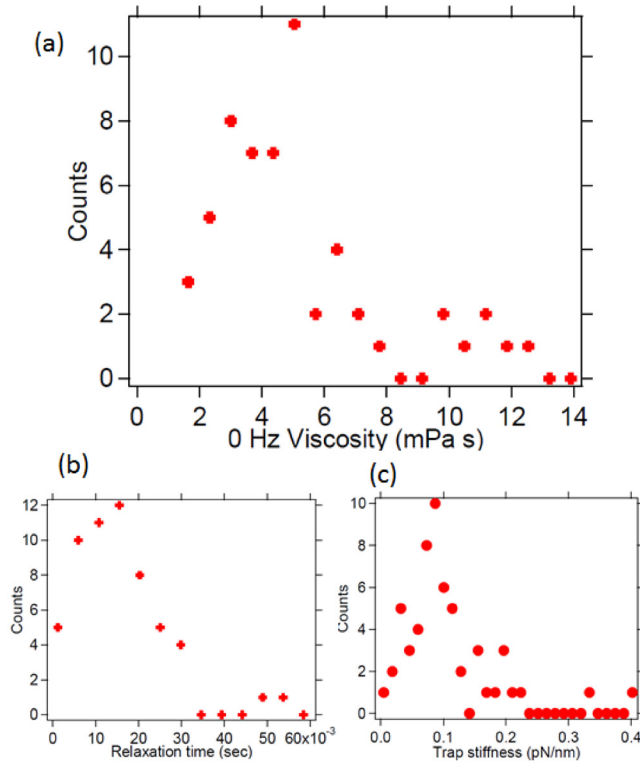 (a)
10
8
6
4
2
0
Counts
0 2 4 6 8 10 12 14
0 Hz Viscosity (mPa s)
(b)
12
10
8
6
4
2
0
Counts
0 10 20 30 40 50 60x10-3
Relaxation time (sec)
(c)
10
8
6
4
2
0
Counts
0.0 0.1 0.2 0.3 0.4
Trap stiffness (pN/nm)